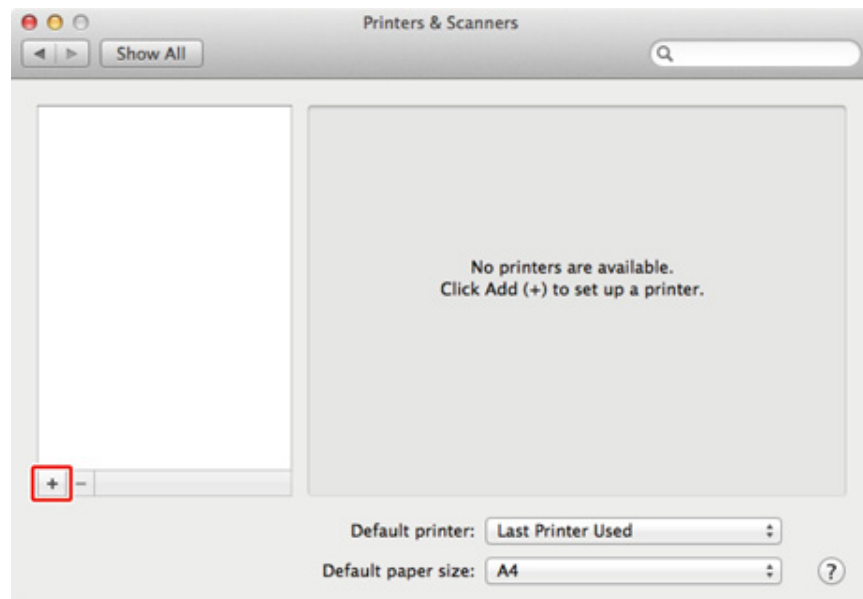 Printers & Scanners
Show All
No printers are available.
Click Add (+) to set up a printer.
+ −
Default printer: Last Printer Used
Default paper size: A4 ?